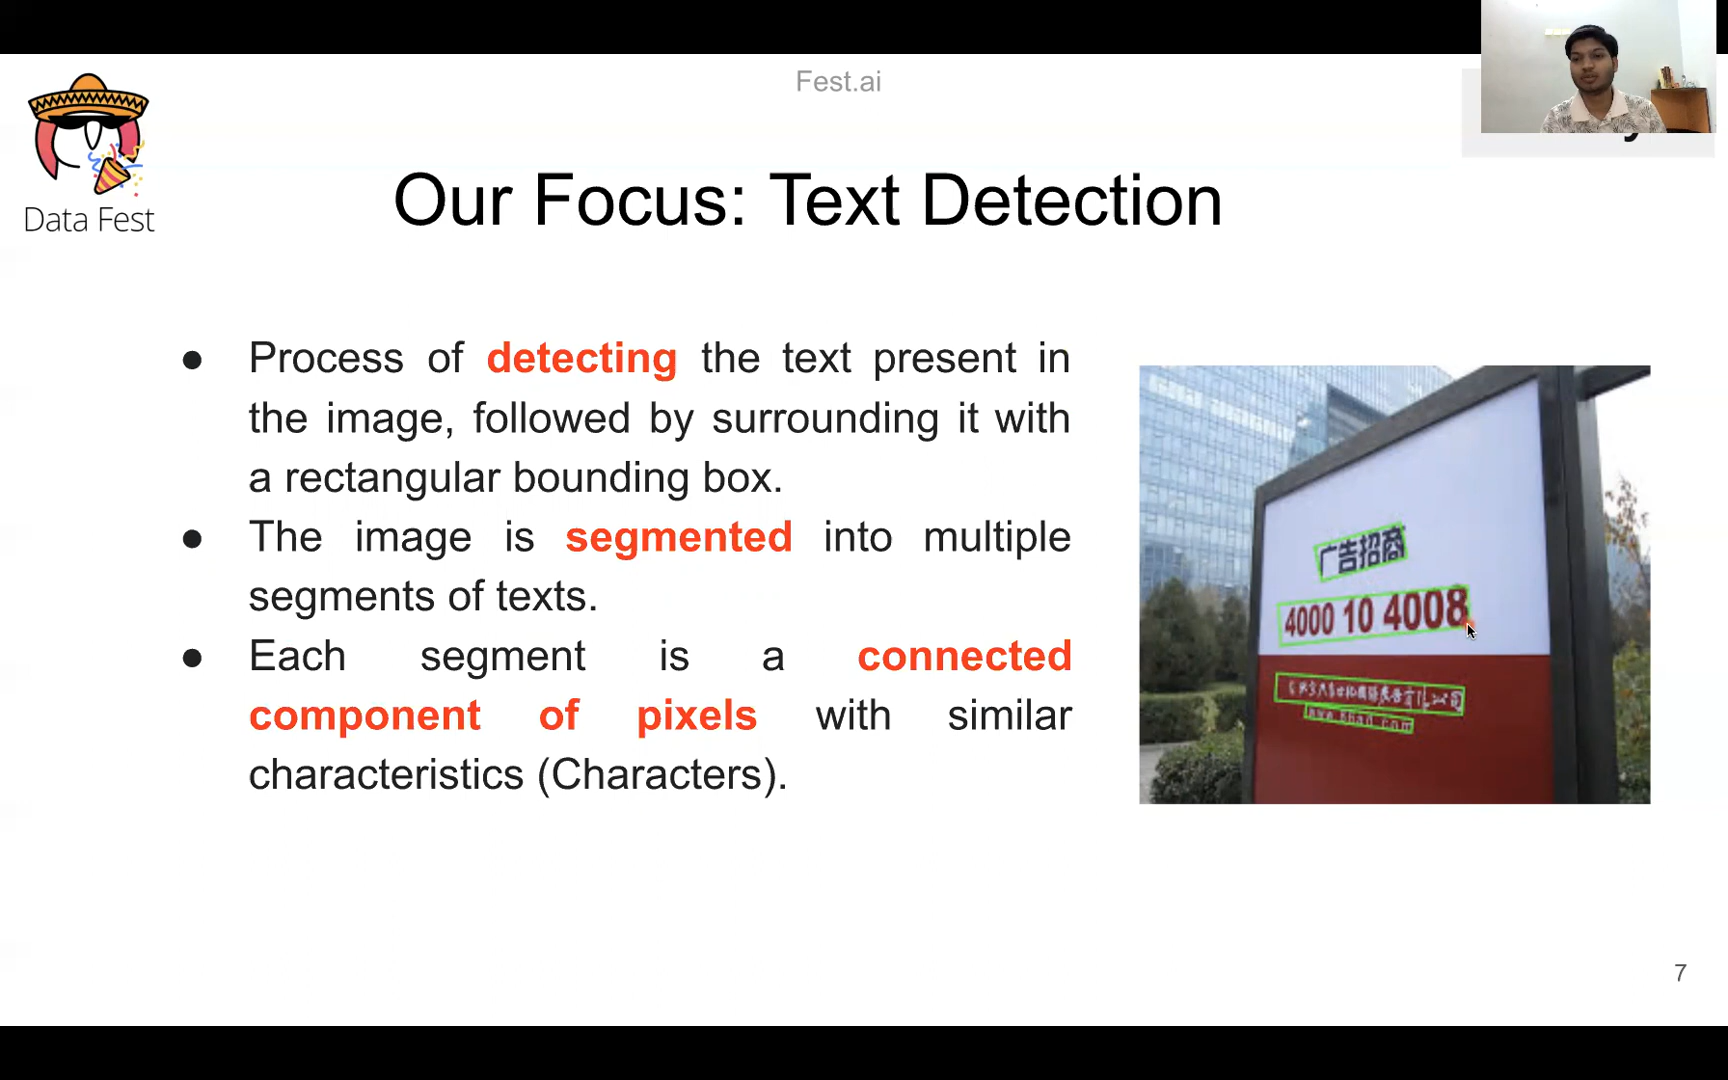 Fest.ai
Data Fest
Our Focus: Text Detection
● Process of detecting the text present in
the image, followed by surrounding it with
a rectangular bounding box.
● The image is segmented into multiple
segments of texts.
● Each segment is a connected
component of pixels with similar
characteristics (Characters).
广告招商
4000 10 4008
7